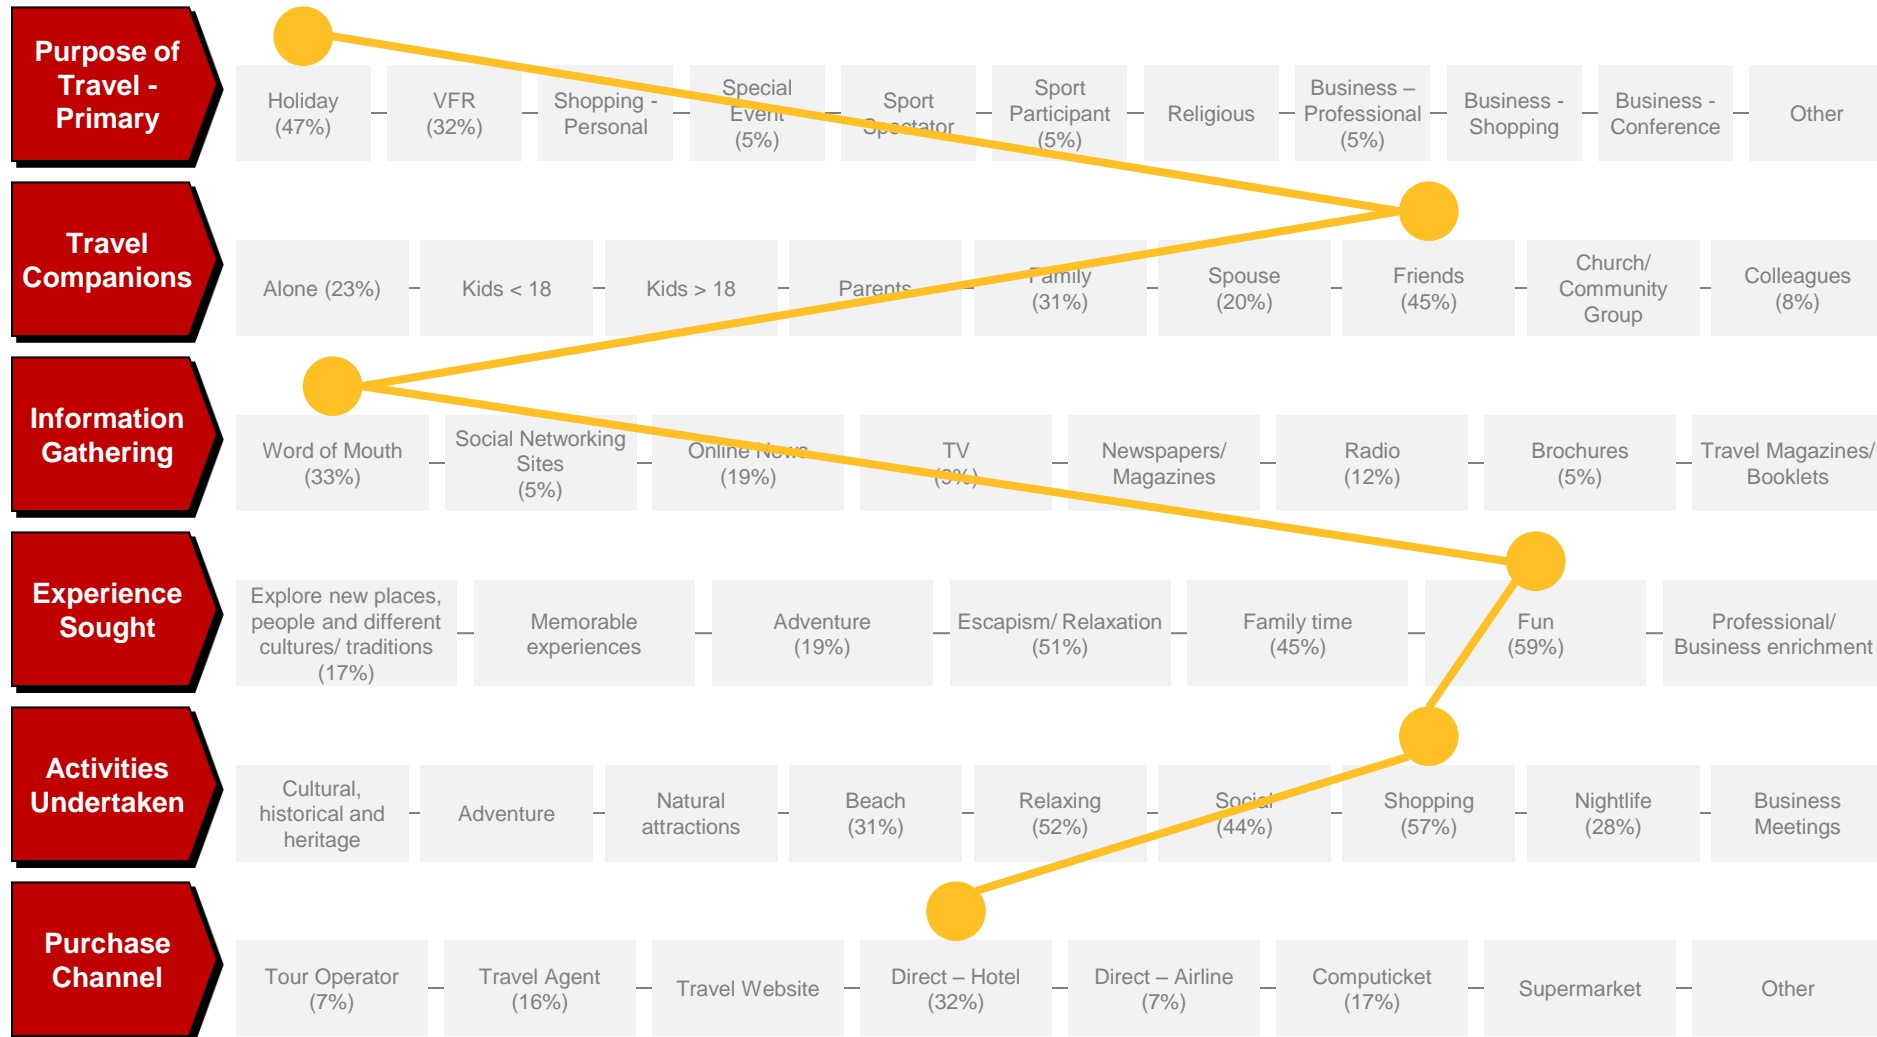 Purpose of
Travel -
Primary
Holiday
(47%)
VFR
(32%)
Shopping -
Personal
Special
Event
(5%)
Sport
Spectator
Sport
Participant
(5%)
Religious
Business –
Professional
(5%)
Business -
Shopping
Business -
Conference
Other
Travel
Companions
Alone (23%)
Kids < 18
Kids > 18
Parents
Family
(31%)
Spouse
(20%)
Friends
(45%)
Church/
Community
Group
Colleagues
(8%)
Information
Gathering
Word of Mouth
(33%)
Social Networking
Sites
(5%)
Online News
(19%)
TV
Newspapers/
Magazines
Radio
(12%)
Brochures
(5%)
Travel Magazines/
Booklets
Experience
Sought
Explore new places,
people and different
cultures/ traditions
(17%)
Memorable
experiences
Adventure
(19%)
Escapism/ Relaxation
(51%)
Family time
(45%)
Fun
(59%)
Professional/
Business enrichment
Activities
Undertaken
Cultural,
historical and
heritage
Adventure
Natural
attractions
Beach
(31%)
Relaxing
(52%)
Social
(44%)
Shopping
(57%)
Nightlife
(28%)
Business
Meetings
Purchase
Channel
Tour Operator
(7%)
Travel Agent
(16%)
Travel Website
Direct – Hotel
(32%)
Direct – Airline
(7%)
Computicket
(17%)
Supermarket
Other